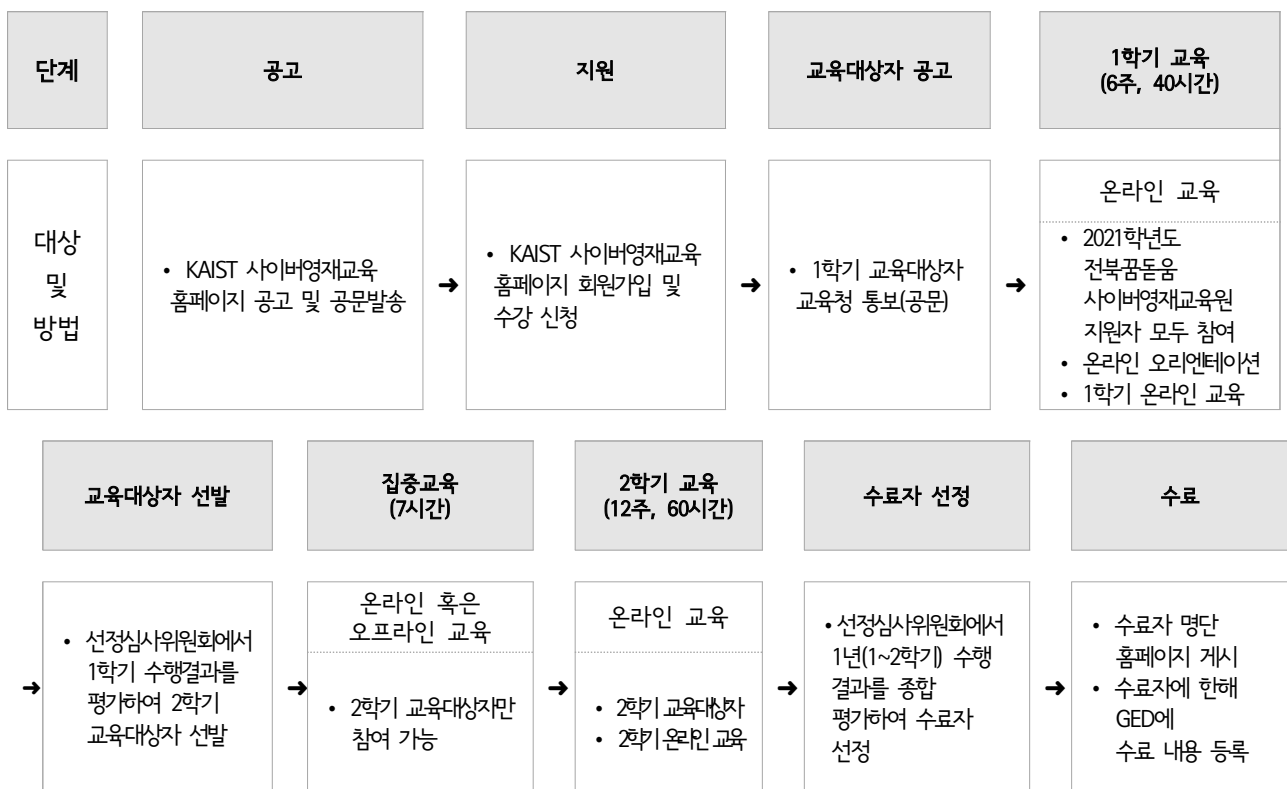 단계
공고
지원
교육대상자 공고
1학기 교육
(6주, 40시간)
대상
및
방법
• KAIST 사이버영재교육
홈페이지 공고 및 공문발송
➜
• KAIST 사이버영재교육
홈페이지 회원가입 및
수강 신청
➜
• 1학기 교육대상자
교육청 통보(공문)
➜
온라인 교육
• 2021학년도
전북꿈돋움
사이버영재교육원
지원자 모두 참여
• 온라인 오리엔테이션
• 1학기 온라인 교육
교육대상자 선발
집중교육
(7시간)
2학기 교육
(12주, 60시간)
수료자 선정
수료
➜
• 선정심사위원회에서
1학기 수행결과를
평가하여 2학기
교육대상자 선발
➜
온라인 혹은
오프라인 교육
• 2학기 교육대상자만
참여 가능
➜
온라인 교육
• 2학기 교육대상자
• 2학기 온라인 교육
➜
• 선정심사위원회에서
1년(1~2학기) 수행
결과를 종합
평가하여 수료자
선정
➜
• 수료자 명단
홈페이지 게시
• 수료자에 한해
GED에
수료 내용 등록